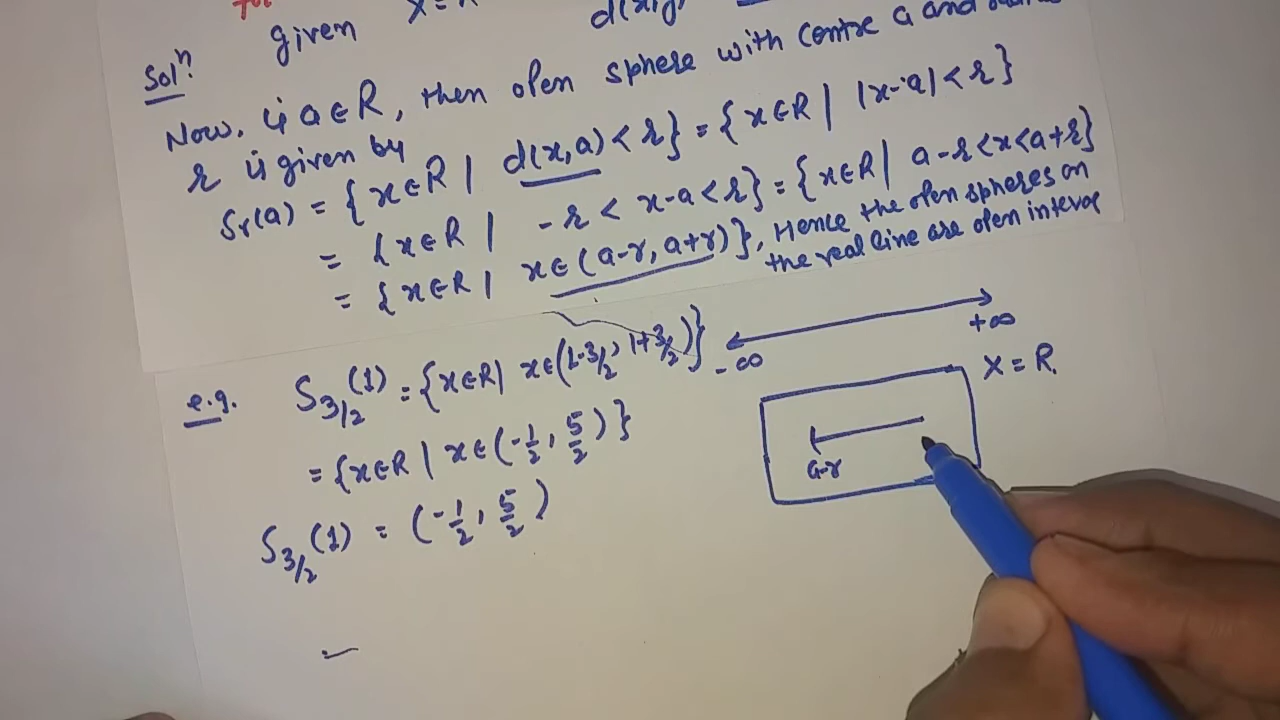 given X = R d(x,y
Solⁿ:
Now, if a∈R, then open sphere with centre a and
r is given by
Sr(a) = {x∈R | d(x,a) < r} = {x∈R | |x-a| < r}
= {x∈R | -r < x-a < r} = {x∈R | a-r < x < a+r}
= {x∈R | x∈(a-r, a+r)}, Hence the open spheres on
the real line are open interval
-∞ +∞
e.g. S3/2(1) = {x∈R | x∈(1-3/2, 1+3/2)}
X = R.
= {x∈R | x∈(-1/2, 5/2)}
a-r
S3/2(1) = (-1/2, 5/2)